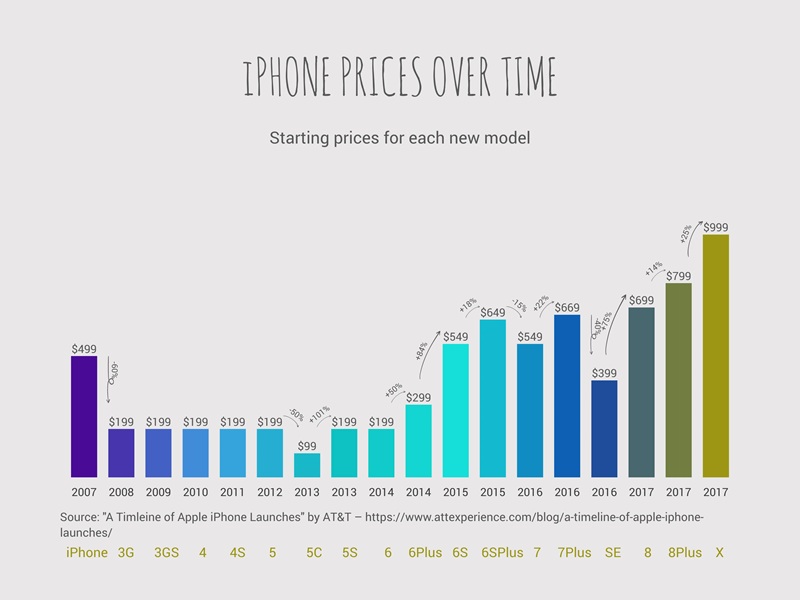 iPHONE PRICES OVER TIME
Starting prices for each new model
$499 -60% $199 $199 $199 $199 $199 -50% $99 +101% $199 $199 +50% $299 +84% $549 +18% $649 -15% $549 +22% $669 -40% $399 +75% $699 +14% $799 +25% $999
2007 2008 2009 2010 2011 2012 2013 2013 2014 2014 2015 2015 2016 2016 2016 2017 2017 2017
Source: "A Timleine of Apple iPhone Launches" by AT&T – https://www.attexperience.com/blog/a-timeline-of-apple-iphone-
launches/
iPhone 3G 3GS 4 4S 5 5C 5S 6 6Plus 6S 6SPlus 7 7Plus SE 8 8Plus X